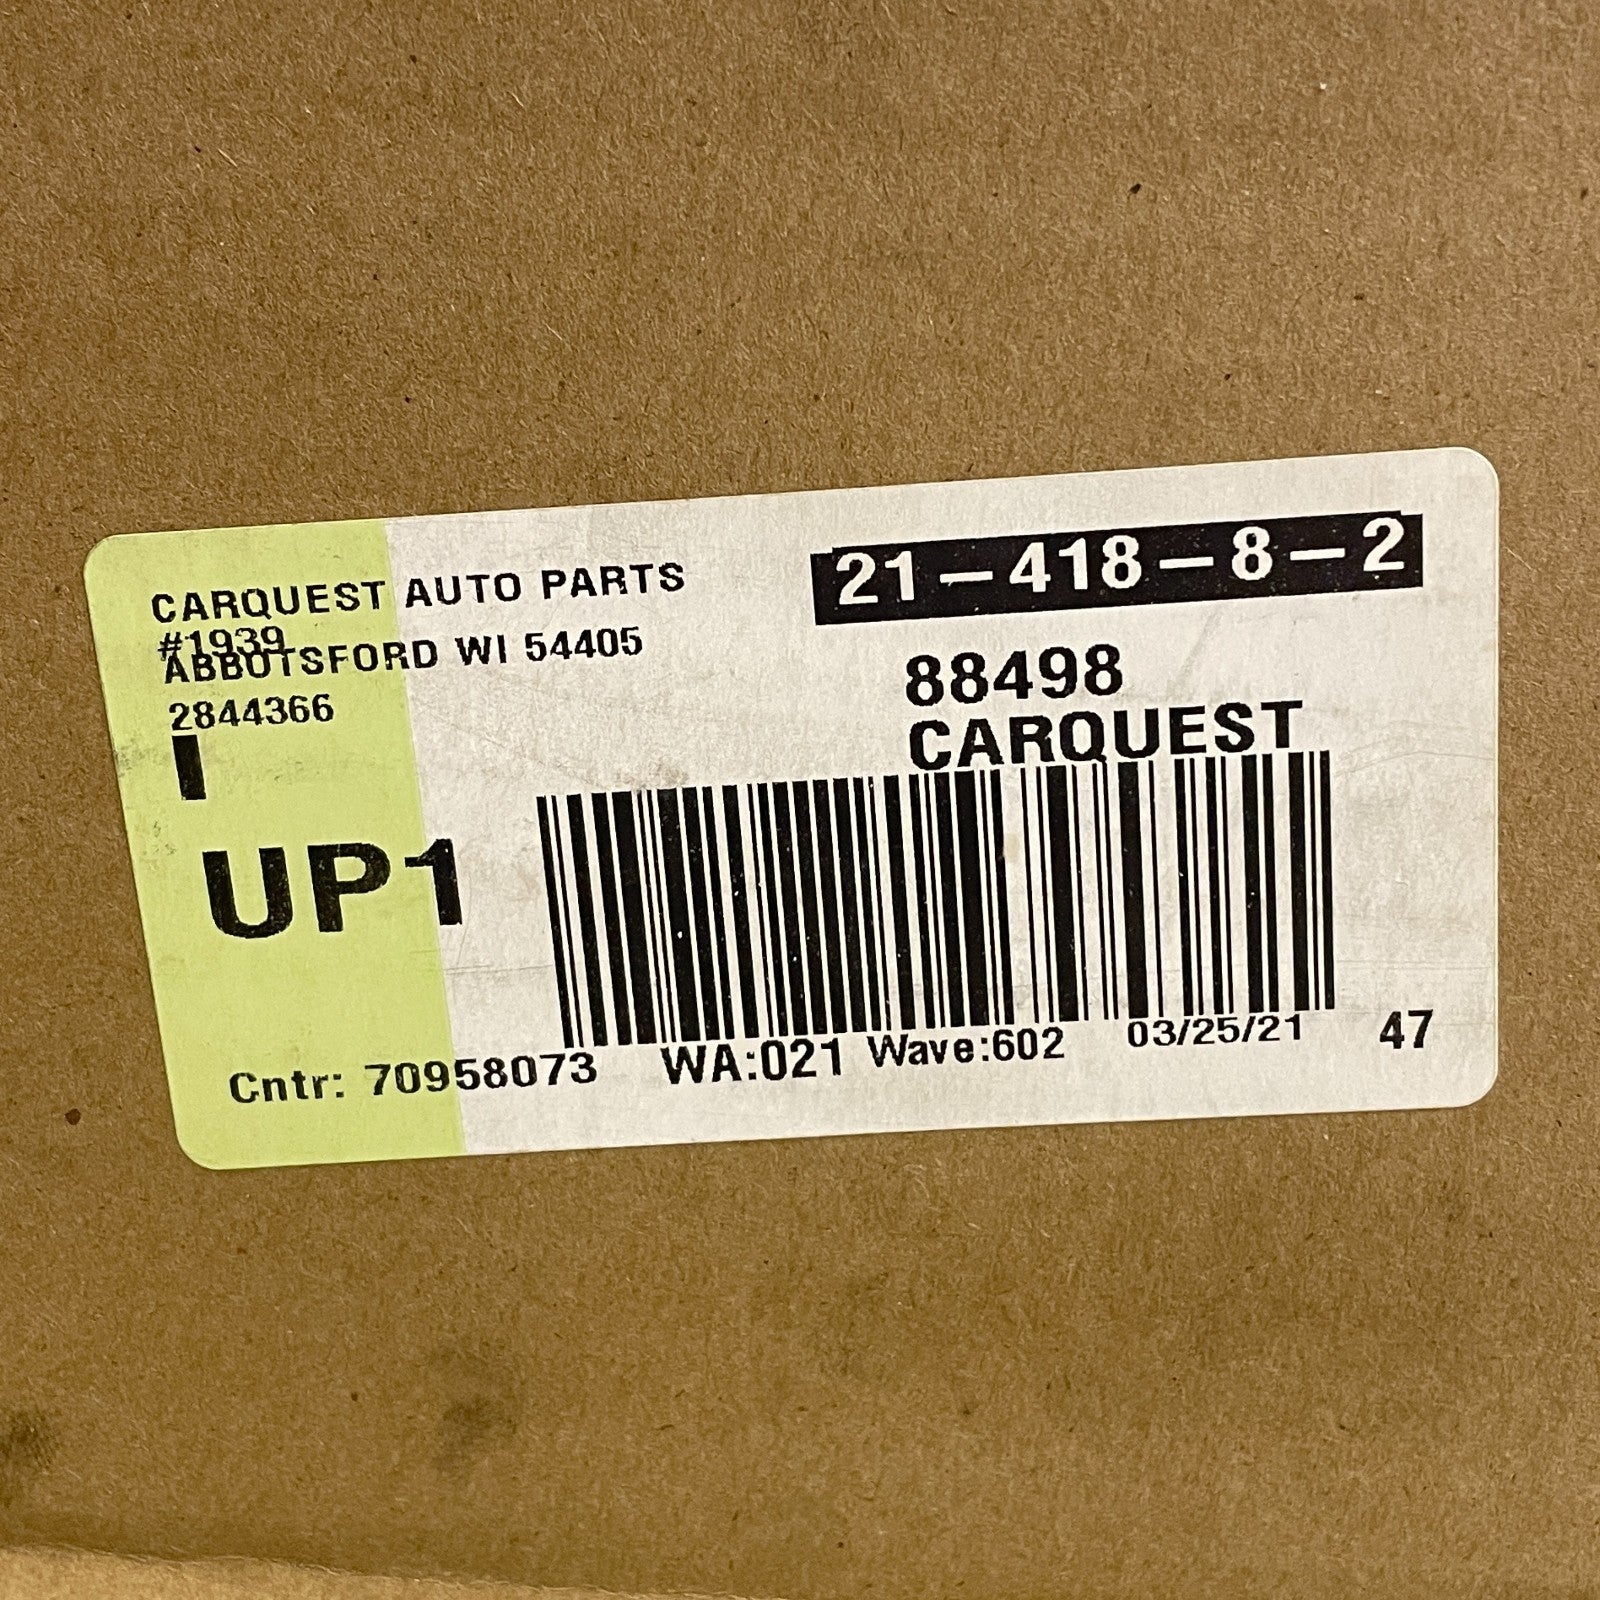 CARQUEST AUTO PARTS
#1939
ABBOTSFORD WI 54405
2844366
I
UP1
21-418-8-2
88498
CARQUEST
Cntr: 70958073 WA:021 Wave:602 03/25/21 47